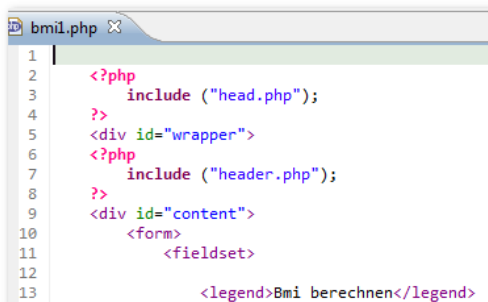 bmi1.php
1
2 <?php
3 include ("head.php");
4 ?>
5 <div id="wrapper">
6 <?php
7 include ("header.php");
8 ?>
9 <div id="content">
10 <form>
11 <fieldset>
12
13 <legend>Bmi berechnen</legend>